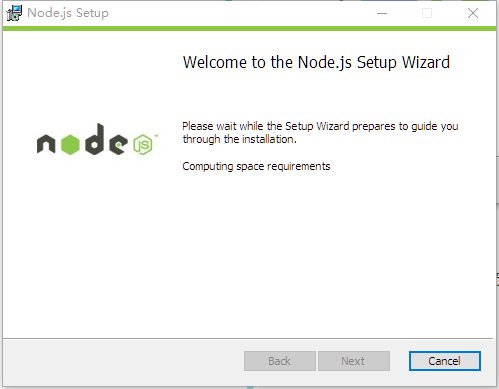 Node.js Setup
Welcome to the Node.js Setup Wizard
node JS™
Please wait while the Setup Wizard prepares to guide you
through the installation.
Computing space requirements
Back
Next
Cancel